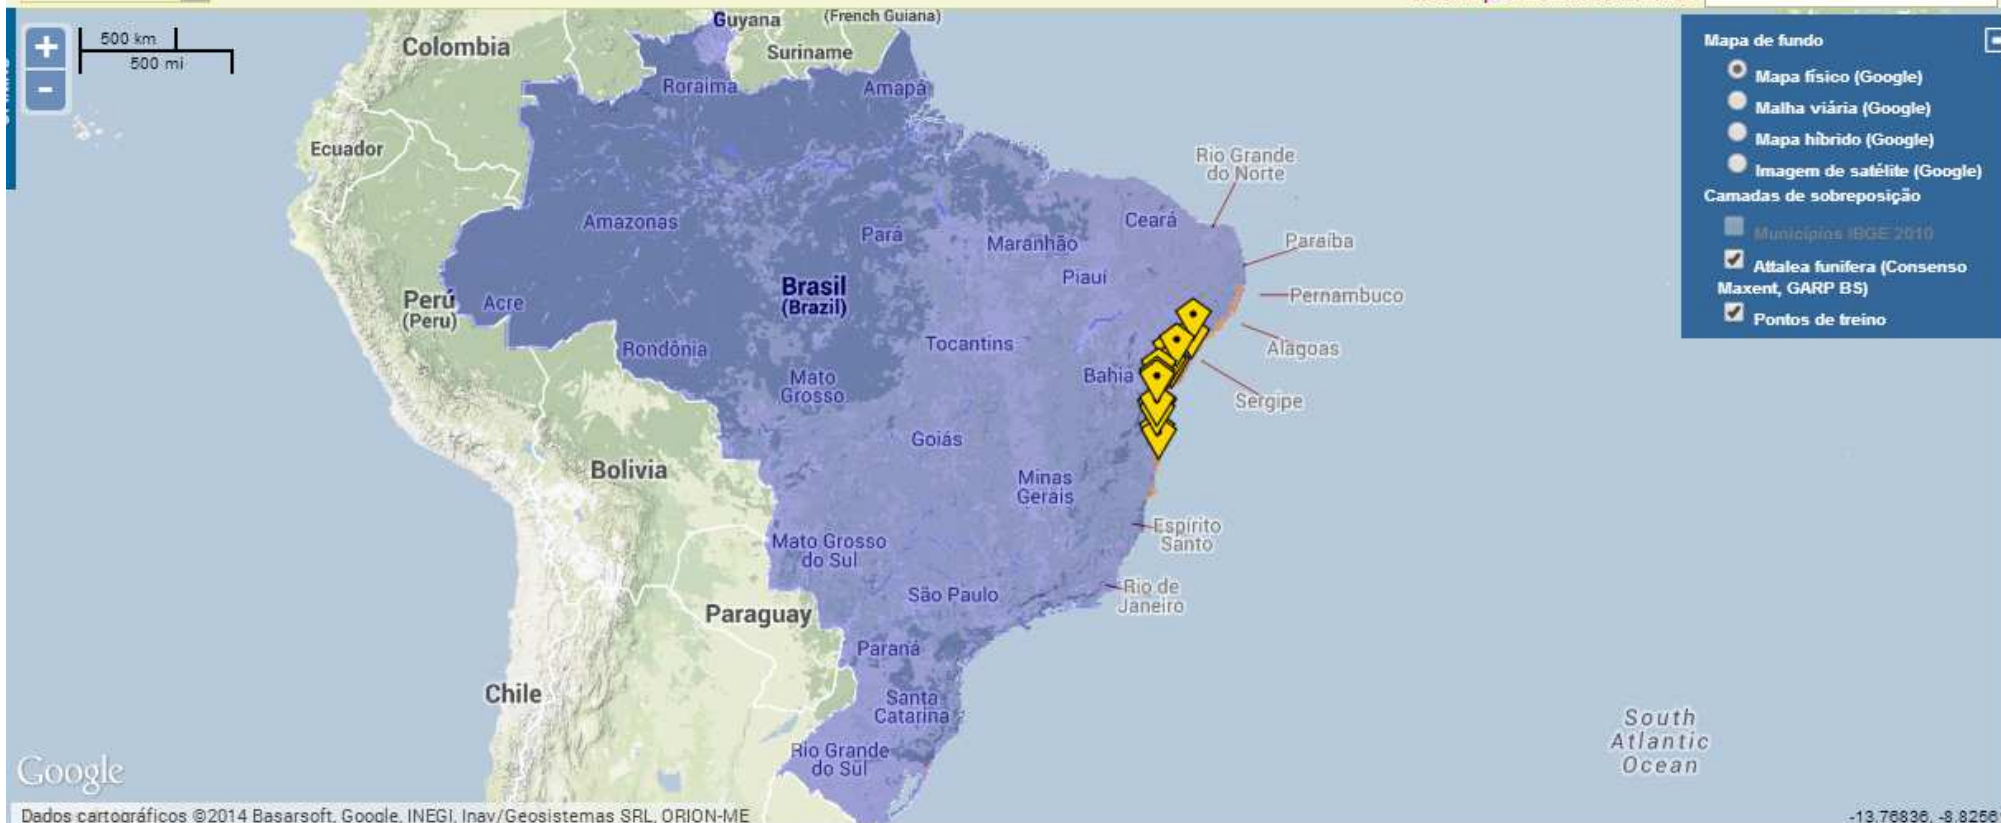 500 km
500 mi
Colombia
Guyana
(French Guiana)
Suriname
Roraima
Amapá
Ecuador
Amazonas
Pará
Maranhão
Ceará
Piauí
Rio Grande
do Norte
Paraíba
Pernambuco
Alagoas
Sergipe
Brasil
(Brazil)
Perú
(Peru)
Acre
Rondônia
Tocantins
Mato
Grosso
Bahia
Goiás
Bolivia
Minas
Gerais
Espírito
Santo
Mato Grosso
do Sul
Rio de
Janeiro
São Paulo
Paraguay
Paraná
Chile
Santa
Catarina
Rio Grande
do Sul
South
Atlantic
Ocean
Mapa de fundo
Mapa físico (Google)
Malha viária (Google)
Mapa híbrido (Google)
Imagem de satélite (Google)
Camadas de sobreposição
Municípios IBGE 2010
Attalea funifera (Consenso
Maxent, GARP BS)
Pontos de treino
Google
Dados cartográficos ©2014 Basarsoft, Google, INEGI, Inav/Geosistemas SRL, ORION-ME
-13.76836, -8.8256